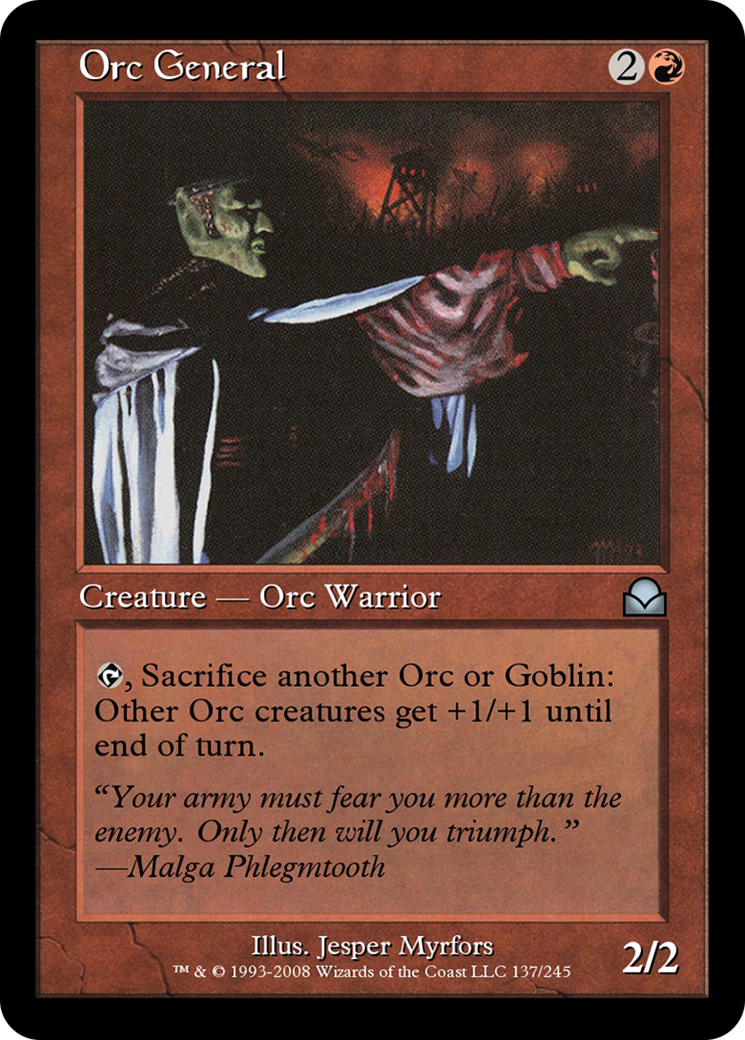 Orc General
2
Creature — Orc Warrior
, Sacrifice another Orc or Goblin:
Other Orc creatures get +1/+1 until
end of turn.
“Your army must fear you more than the
enemy. Only then will you triumph.”
—Malga Phlegmtooth
Illus. Jesper Myrfors
™ & © 1993-2008 Wizards of the Coast LLC 137/245
2/2